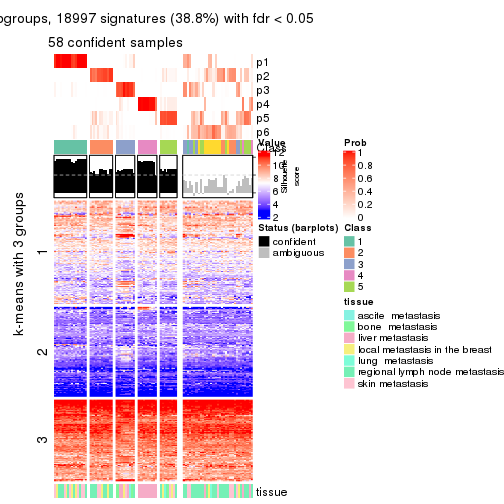 ogroups, 18997 signatures (38.8%) with fdr < 0.05
58 confident samples
p1
p2
p3
p4
p5
p6
Class
Silhouette
score
k-means with 3 groups
1
2
3
tissue
Value
12
10
8
6
4
2
Prob
1
0.8
0.6
0.4
0.2
0
Status (barplots)
confident
ambiguous
Class
1
2
3
4
5
tissue
ascite metastasis
bone metastasis
liver metastasis
local metastasis in the breast
lung metastasis
regional lymph node metastasis
skin metastasis